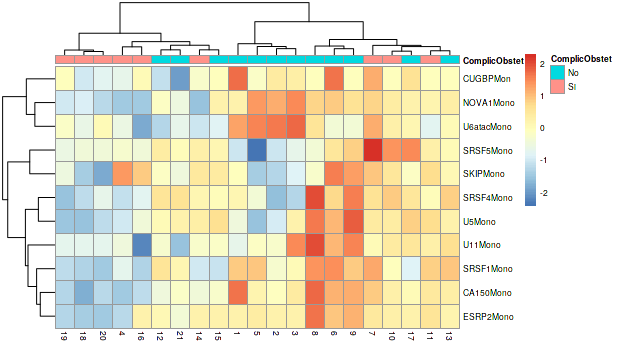 ComplicObstet
2
1
0
-1
-2
ComplicObstet
No
SI
CUGBPMon
NOVA1Mono
U6atacMono
SRSF5Mono
SKIPMono
SRSF4Mono
U5Mono
U11Mono
SRSF1Mono
CA150Mono
ESRP2Mono
19 18 20 4 16 12 21 14 15 1 5 2 3 8 6 9 7 10 17 11 13